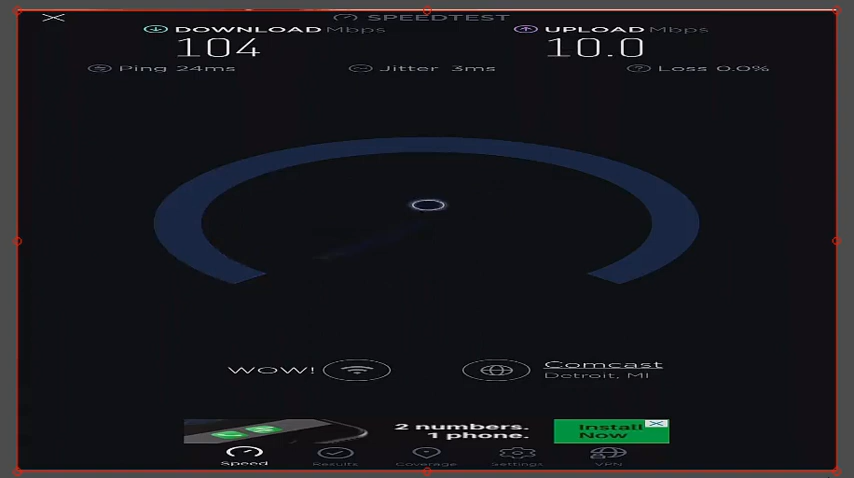 SPEEDTEST
DOWNLOAD Mbps
104
UPLOAD Mbps
10.0
Ping 24ms
Jitter 3ms
Loss 0.0%
WOW!
Comcast
Detroit, MI
2 numbers.
1 phone.
Install
Now
Speed
Results
Coverage
Settings
VPN